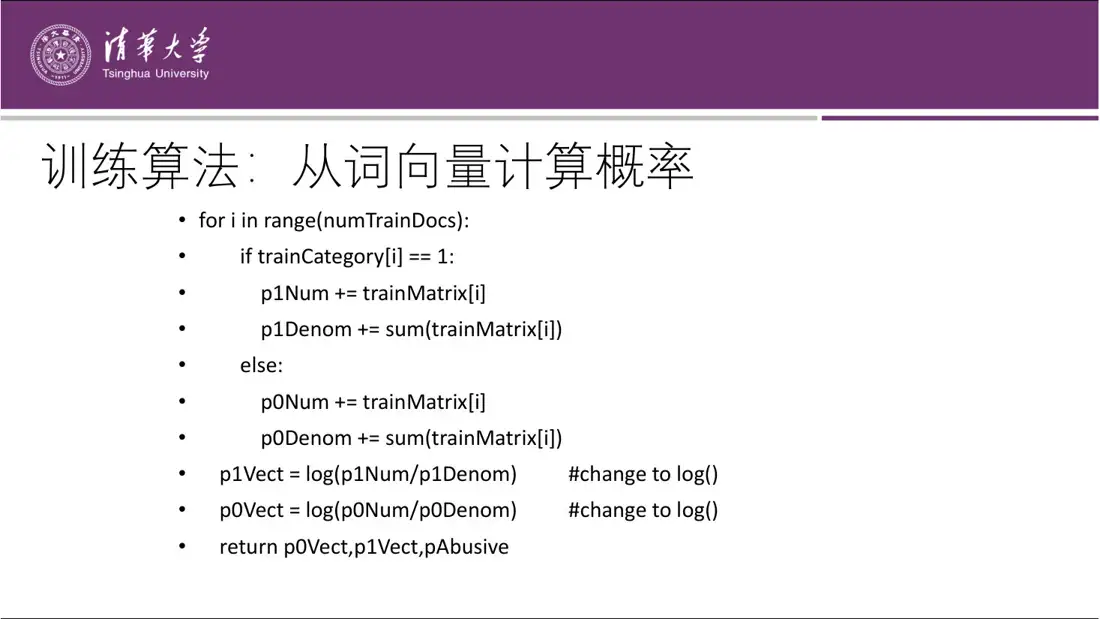 清华大学
Tsinghua University
训练算法：从词向量计算概率
• for i in range(numTrainDocs):
• if trainCategory[i] == 1:
• p1Num += trainMatrix[i]
• p1Denom += sum(trainMatrix[i])
• else:
• p0Num += trainMatrix[i]
• p0Denom += sum(trainMatrix[i])
• p1Vect = log(p1Num/p1Denom) #change to log()
• p0Vect = log(p0Num/p0Denom) #change to log()
• return p0Vect,p1Vect,pAbusive